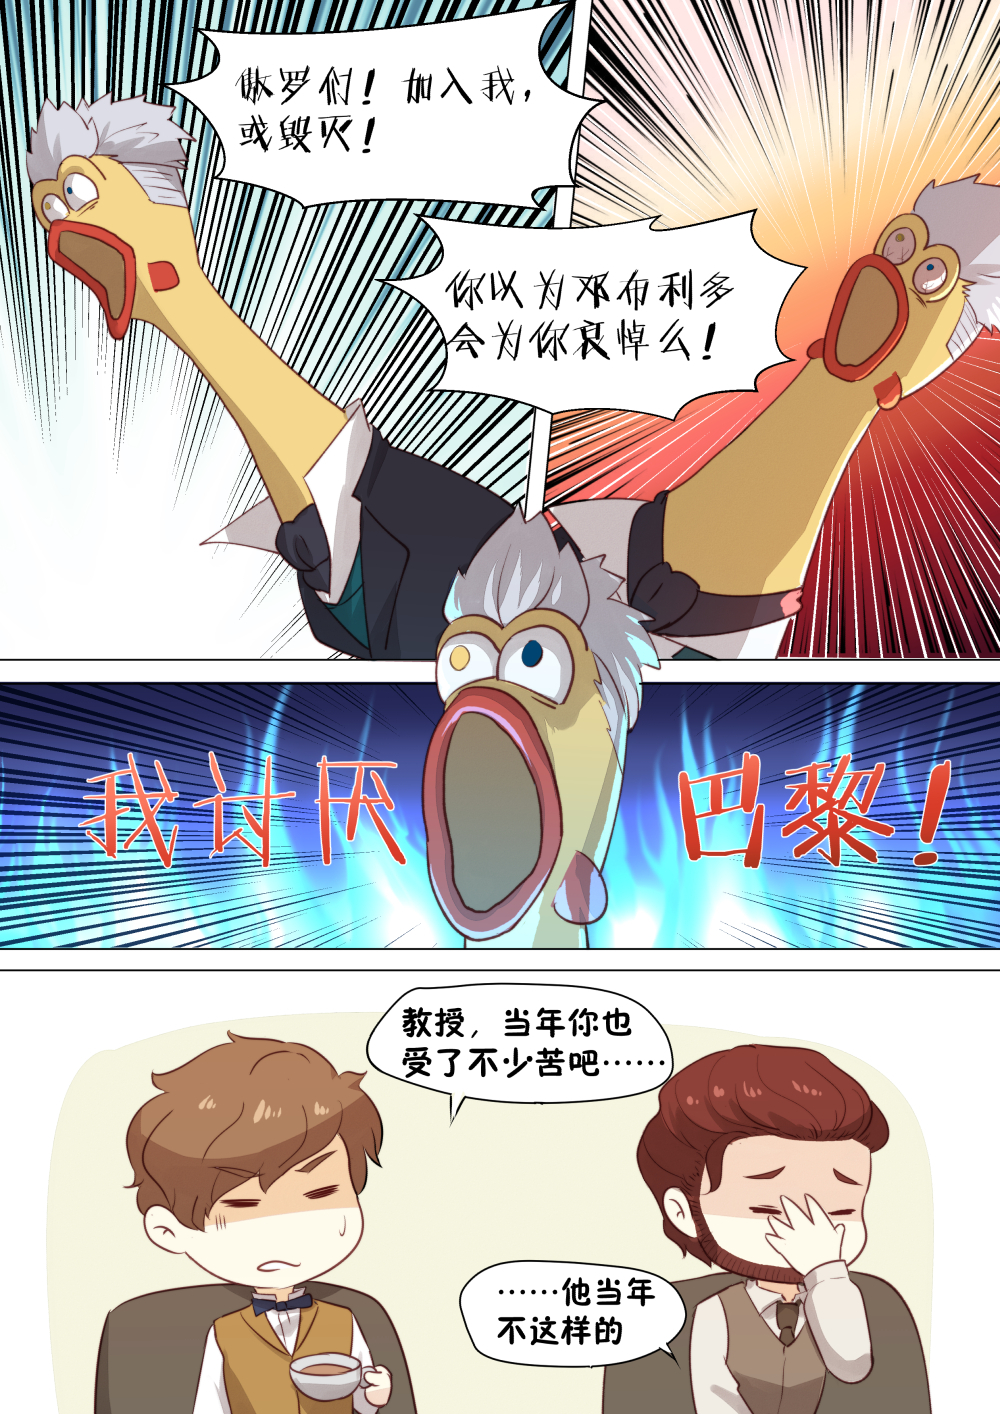 傲罗们！加入我，
或毁灭！
你以为邓布利多
会为你哀悼么！
我讨厌 巴黎！
教授，当年你也
受了不少苦吧……
……他当年
不这样的